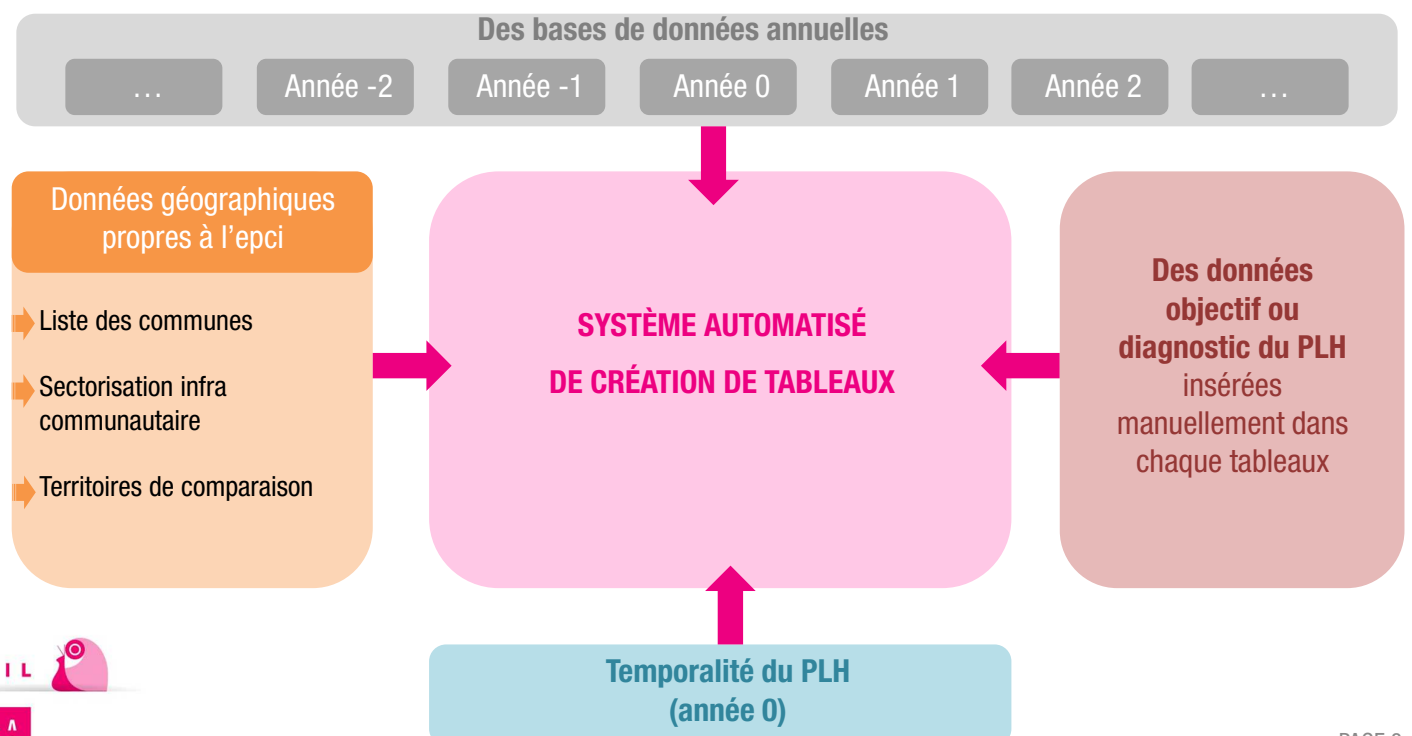 Des bases de données annuelles
... Année -2 Année -1 Année 0 Année 1 Année 2 ...
Données géographiques
propres à l'epci
Liste des communes
Sectorisation infra
communautaire
Territoires de comparaison
SYSTÈME AUTOMATISÉ
DE CRÉATION DE TABLEAUX
Des données
objectif ou
diagnostic du PLH
insérées
manuellement dans
chaque tableaux
Temporalité du PLH
(année 0)
I L